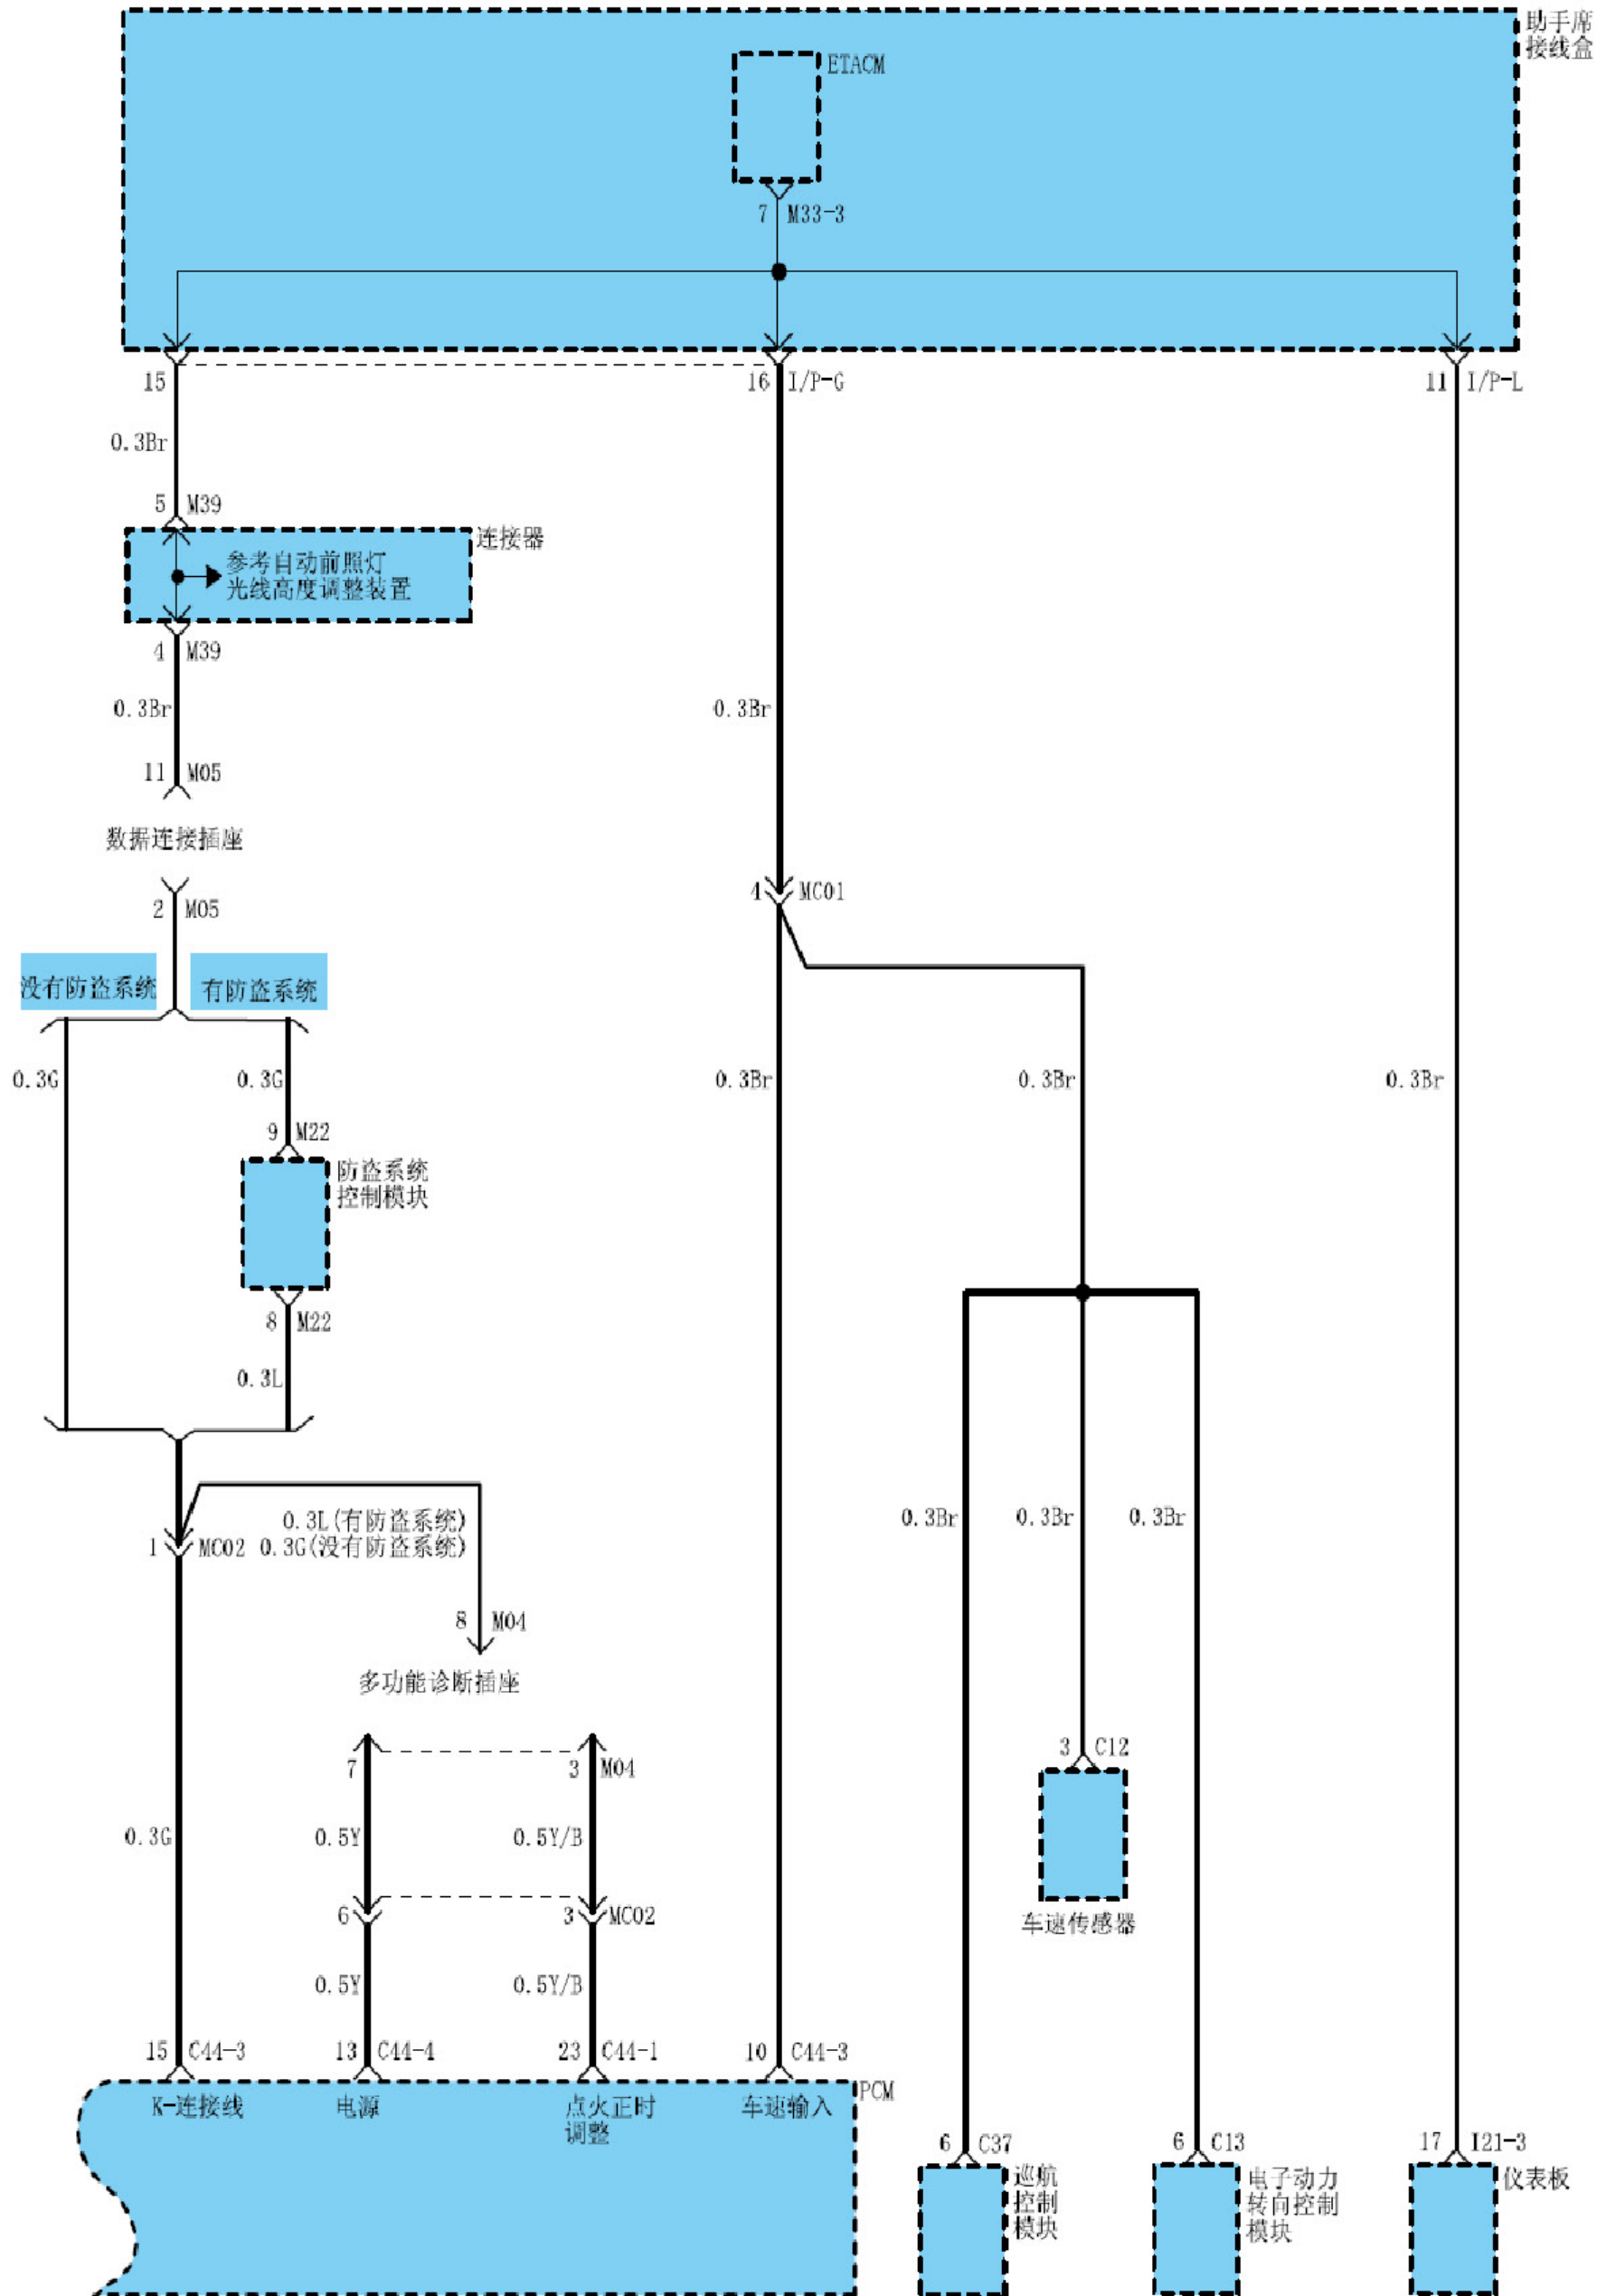 助手席
接线盒
ETACM
7 M33-3
15
16 I/P-G
11 I/P-L
0.3Br
5 M39
连接器
参考自动前照灯
光线高度调整装置
4 M39
0.3Br
0.3Br
11 M05
数据连接插座
4 MC01
2 M05
没有防盗系统
有防盗系统
0.3G
0.3G
0.3Br
0.3Br
0.3Br
9 M22
防盗系统
控制模块
8 M22
0.3L
0.3L(有防盗系统)
1 MC02 0.3G(没有防盗系统)
0.3Br
0.3Br
0.3Br
8 M04
多功能诊断插座
7
3 M04
3 C12
0.3G
0.5Y
0.5Y/B
6
3 MC02
车速传感器
0.5Y
0.5Y/B
15 C44-3
13 C44-4
23 C44-1
10 C44-3
PCM
K-连接线
电源
点火正时
调整
车速输入
6 C37
6 C13
17 I21-3
巡航
控制
模块
电子动力
转向控制
模块
仪表板